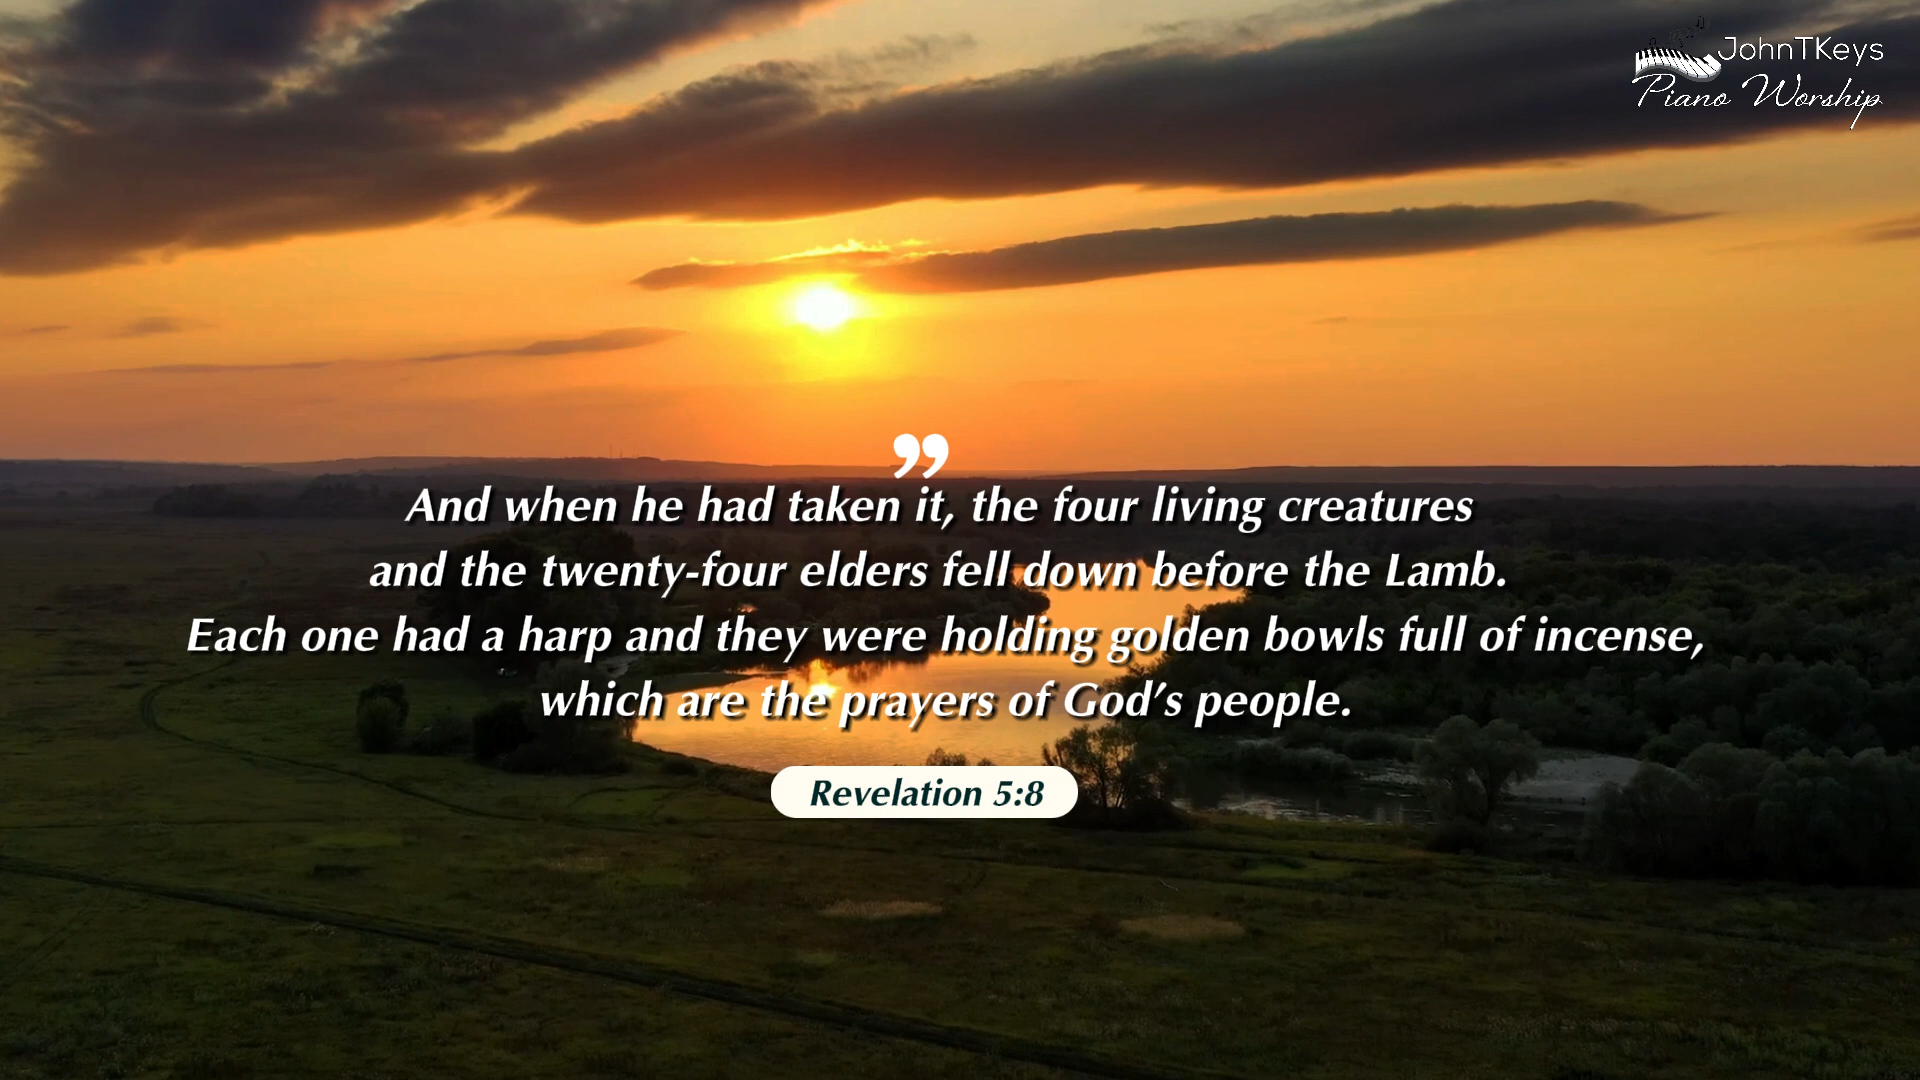 JohnTKeys
Piano Worship
”
And when he had taken it, the four living creatures
and the twenty-four elders fell down before the Lamb.
Each one had a harp and they were holding golden bowls full of incense,
which are the prayers of God’s people.
Revelation 5:8